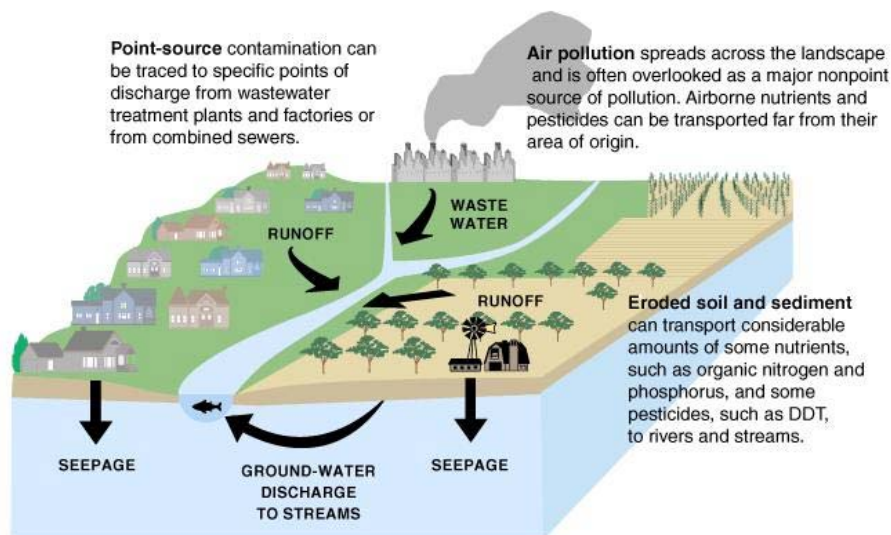 Point-source contamination can
be traced to specific points of
discharge from wastewater
treatment plants and factories or
from combined sewers.
Air pollution spreads across the landscape
and is often overlooked as a major nonpoint
source of pollution. Airborne nutrients and
pesticides can be transported far from their
area of origin.
WASTE
WATER
RUNOFF
RUNOFF
Eroded soil and sediment
can transport considerable
amounts of some nutrients,
such as organic nitrogen and
phosphorus, and some
pesticides, such as DDT,
to rivers and streams.
SEEPAGE
GROUND-WATER
DISCHARGE
TO STREAMS
SEEPAGE